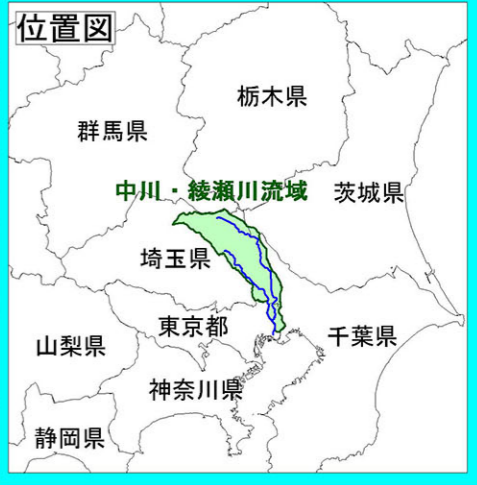 位置図
栃木県
群馬県
中川・綾瀬川流域
茨城県
埼玉県
東京都
千葉県
山梨県
神奈川県
静岡県